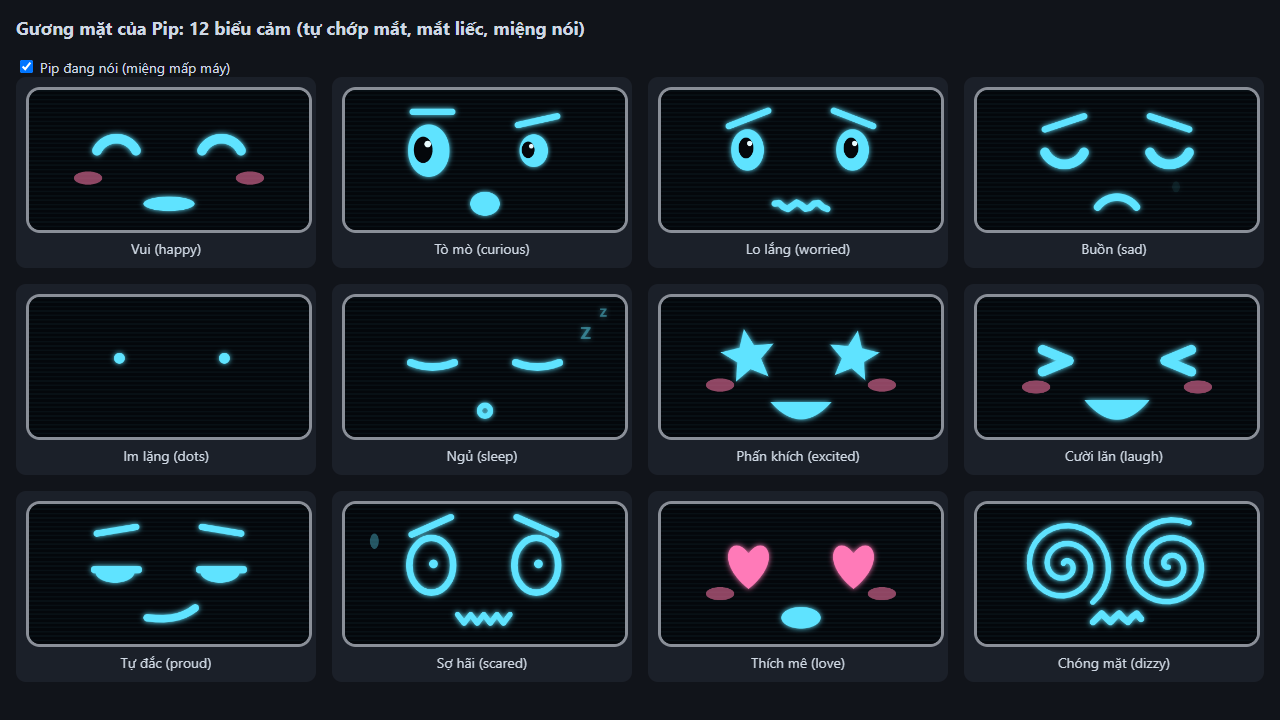 Gương mặt của Pip: 12 biểu cảm (tự chớp mắt, mắt liếc, miệng nói)
Pip đang nói (miệng mấp máy)
Vui (happy)
Tò mò (curious)
Lo lắng (worried)
Buồn (sad)
z
Z
Im lặng (dots)
Ngủ (sleep)
Phấn khích (excited)
Cười lăn (laugh)
Tự đắc (proud)
Sợ hãi (scared)
Thích mê (love)
Chóng mặt (dizzy)